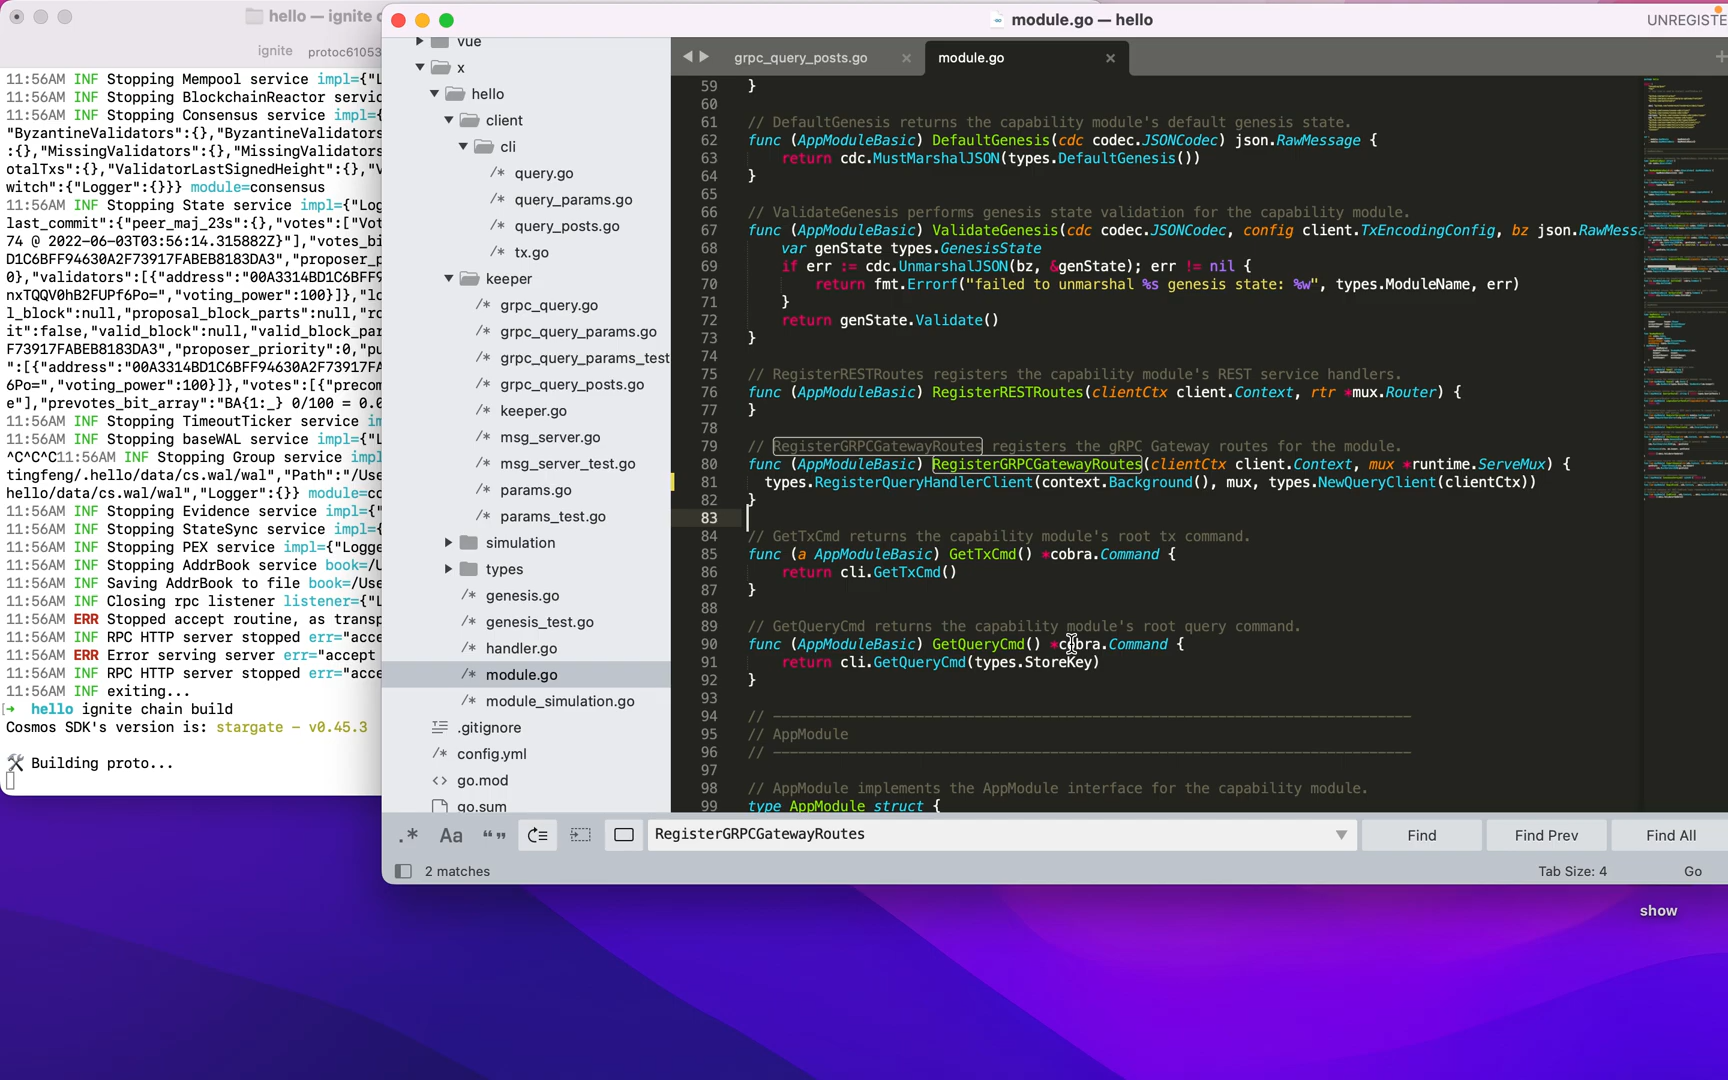 hello — ignite c
ignite protoc61053
11:56AM INF Stopping Mempool service impl={"L
11:56AM INF Stopping BlockchainReactor servic
11:56AM INF Stopping Consensus service impl={
"ByzantineValidators":{},"ByzantineValidators
:{},"MissingValidators":{},"MissingValidators
otalTxs":{},"ValidatorLastSignedHeight":{},"V
witch":{"Logger":{}}} module=consensus
11:56AM INF Stopping State service impl={"Log
last_commit":{"peer_maj_23s":{},"votes":["Vot
74 @ 2022-06-03T03:56:14.315882Z}"],"votes_bi
D1C6BFF94630A2F73917FABEB8183DA3","proposer_p
0},"validators":[{"address":"00A3314BD1C6BFF9
nxTQQV0hB2FUPf6Po=","voting_power":100}]},"lo
l_block":null,"proposal_block_parts":null,"ro
it":false,"valid_block":null,"valid_block_par
F73917FABEB8183DA3","proposer_priority":0,"pu
":[{"address":"00A3314BD1C6BFF94630A2F73917FA
6Po=","voting_power":100}]},"votes":[{"precom
e"],"prevotes_bit_array":"BA{1:_} 0/100 = 0.0
11:56AM INF Stopping TimeoutTicker service im
11:56AM INF Stopping baseWAL service impl={"L
^C^C^C11:56AM INF Stopping Group service impl
tingfeng/.hello/data/cs.wal/wal","Path":"/Use
hello/data/cs.wal/wal","Logger":{}} module=co
11:56AM INF Stopping Evidence service impl={"
11:56AM INF Stopping StateSync service impl={
11:56AM INF Stopping PEX service impl={"Logge
11:56AM INF Stopping AddrBook service book=/U
11:56AM INF Saving AddrBook to file book=/Use
11:56AM INF Closing rpc listener listener={"L
11:56AM ERR Stopped accept routine, as transp
11:56AM INF RPC HTTP server stopped err="acce
11:56AM ERR Error serving server err="accept
11:56AM INF RPC HTTP server stopped err="acce
11:56AM INF exiting...
[➜ hello ignite chain build
Cosmos SDK's version is: stargate - v0.45.3
🛠 Building proto...
module.go — hello
UNREGISTE
vue
x
hello
client
cli
/* query.go
/* query_params.go
/* query_posts.go
/* tx.go
keeper
/* grpc_query.go
/* grpc_query_params.go
/* grpc_query_params_test
/* grpc_query_posts.go
/* keeper.go
/* msg_server.go
/* msg_server_test.go
/* params.go
/* params_test.go
simulation
types
/* genesis.go
/* genesis_test.go
/* handler.go
/* module.go
/* module_simulation.go
.gitignore
/* config.yml
<> go.mod
go.sum
grpc_query_posts.go ×
module.go ×
59 }
60
61 // DefaultGenesis returns the capability module's default genesis state.
62 func (AppModuleBasic) DefaultGenesis(cdc codec.JSONCodec) json.RawMessage {
63 return cdc.MustMarshalJSON(types.DefaultGenesis())
64 }
65
66 // ValidateGenesis performs genesis state validation for the capability module.
67 func (AppModuleBasic) ValidateGenesis(cdc codec.JSONCodec, config client.TxEncodingConfig, bz json.RawMessa
68 var genState types.GenesisState
69 if err := cdc.UnmarshalJSON(bz, &genState); err != nil {
70 return fmt.Errorf("failed to unmarshal %s genesis state: %w", types.ModuleName, err)
71 }
72 return genState.Validate()
73 }
74
75 // RegisterRESTRoutes registers the capability module's REST service handlers.
76 func (AppModuleBasic) RegisterRESTRoutes(clientCtx client.Context, rtr *mux.Router) {
77 }
78
79 // RegisterGRPCGatewayRoutes registers the gRPC Gateway routes for the module.
80 func (AppModuleBasic) RegisterGRPCGatewayRoutes(clientCtx client.Context, mux *runtime.ServeMux) {
81 types.RegisterQueryHandlerClient(context.Background(), mux, types.NewQueryClient(clientCtx))
82 }
83
84 // GetTxCmd returns the capability module's root tx command.
85 func (a AppModuleBasic) GetTxCmd() *cobra.Command {
86 return cli.GetTxCmd()
87 }
88
89 // GetQueryCmd returns the capability module's root query command.
90 func (AppModuleBasic) GetQueryCmd() *cobra.Command {
91 return cli.GetQueryCmd(types.StoreKey)
92 }
93
94 // ----------------------------------------------------------------------------
95 // AppModule
96 // ----------------------------------------------------------------------------
97
98 // AppModule implements the AppModule interface for the capability module.
99 type AppModule struct {
.* Aa "" RegisterGRPCGatewayRoutes Find Find Prev Find All
2 matches Tab Size: 4 Go
show